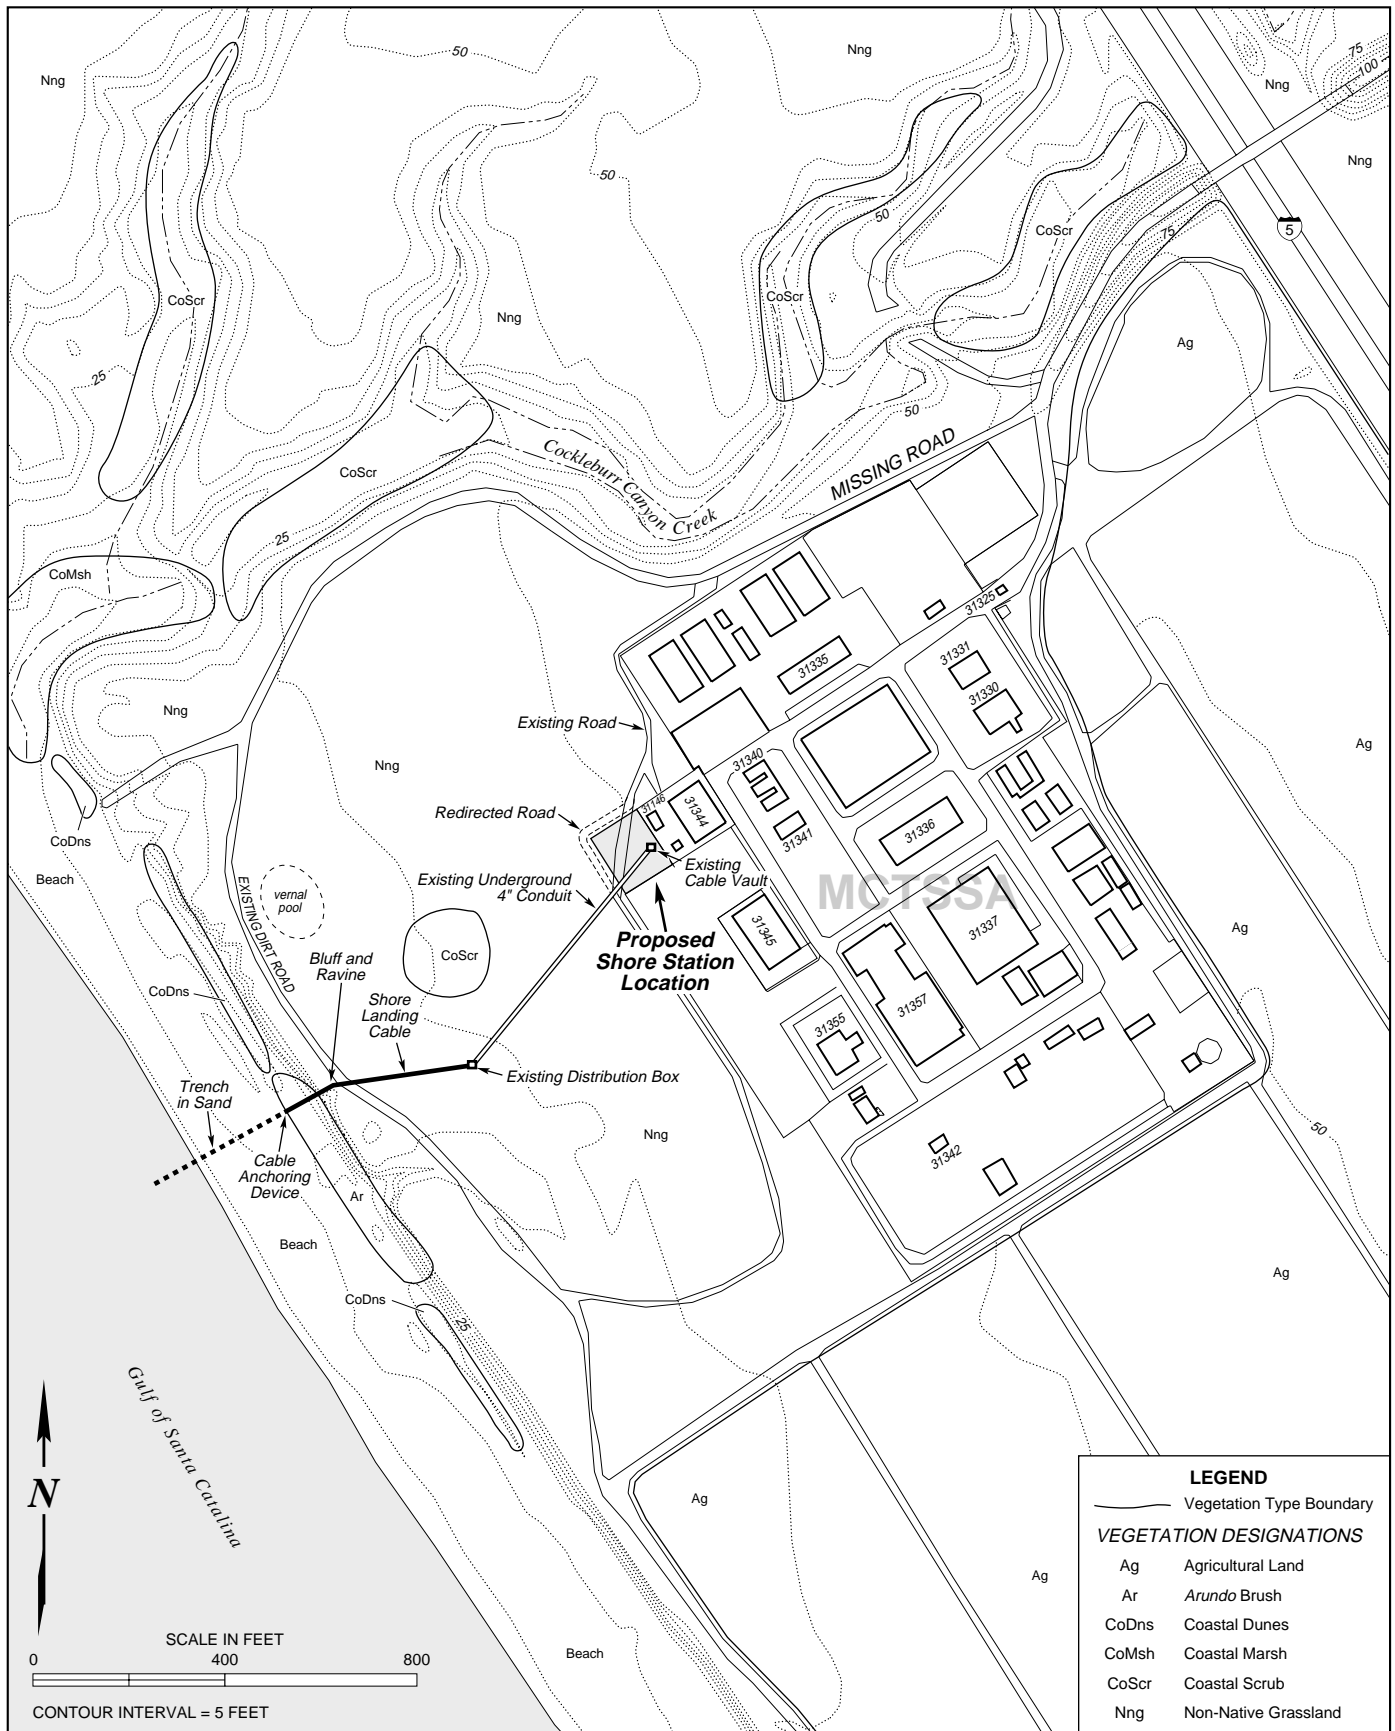 50
Nng
Nng
75
100
Nng
Nng
50
50
CoScr
75
5
CoScr
CoScr
Nng
Ag
25
50
MISSING ROAD
Cockleburr Canyon Creek
CoScr
25
CoMsh
31325
31331
31335
31330
Nng
Existing Road
Ag
Nng
31340
31146
31344
Redirected Road
31341
31336
CoDns
Existing
Cable Vault
Beach
Existing Underground
4" Conduit
EXISTING DIRT ROAD
vernal
pool
MCTSSA
31345
31337
Ag
Proposed
Shore Station
Location
CoScr
Bluff and
Ravine
CoDns
Shore
Landing
Cable
31357
31355
Existing Distribution Box
Trench
in Sand
50
Nng
31342
Cable
Anchoring
Device
Ar
Beach
Ag
CoDns
25
Gulf of Santa Catalina
N
Ag
Ag
Beach
SCALE IN FEET
0 400 800
CONTOUR INTERVAL = 5 FEET
LEGEND
Vegetation Type Boundary
VEGETATION DESIGNATIONS
Ag Agricultural Land
Ar Arundo Brush
CoDns Coastal Dunes
CoMsh Coastal Marsh
CoScr Coastal Scrub
Nng Non-Native Grassland